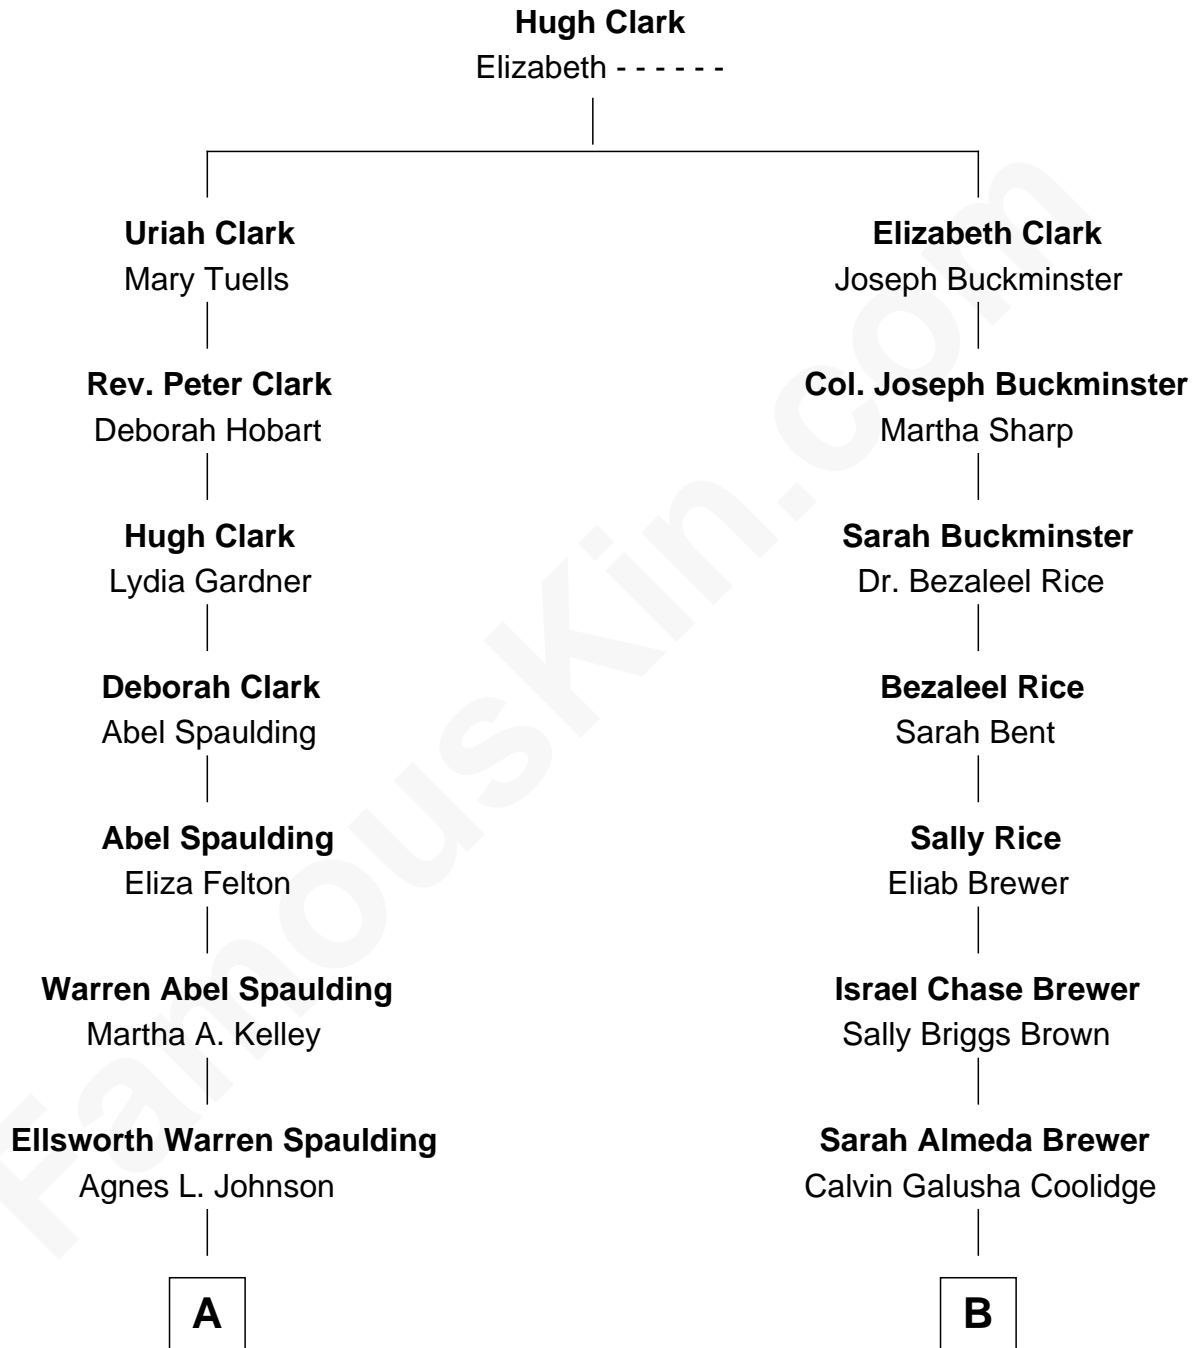 Hugh Clark
Elizabeth - - - - - -
Uriah Clark
Mary Tuells
Elizabeth Clark
Joseph Buckminster
Rev. Peter Clark
Deborah Hobart
Col. Joseph Buckminster
Martha Sharp
Hugh Clark
Lydia Gardner
Sarah Buckminster
Dr. Bezaleel Rice
Deborah Clark
Abel Spaulding
Bezaleel Rice
Sarah Bent
Abel Spaulding
Eliza Felton
Sally Rice
Eliab Brewer
Warren Abel Spaulding
Martha A. Kelley
Israel Chase Brewer
Sally Briggs Brown
Ellsworth Warren Spaulding
Agnes L. Johnson
Sarah Almeda Brewer
Calvin Galusha Coolidge
A
B
FamousKin.com